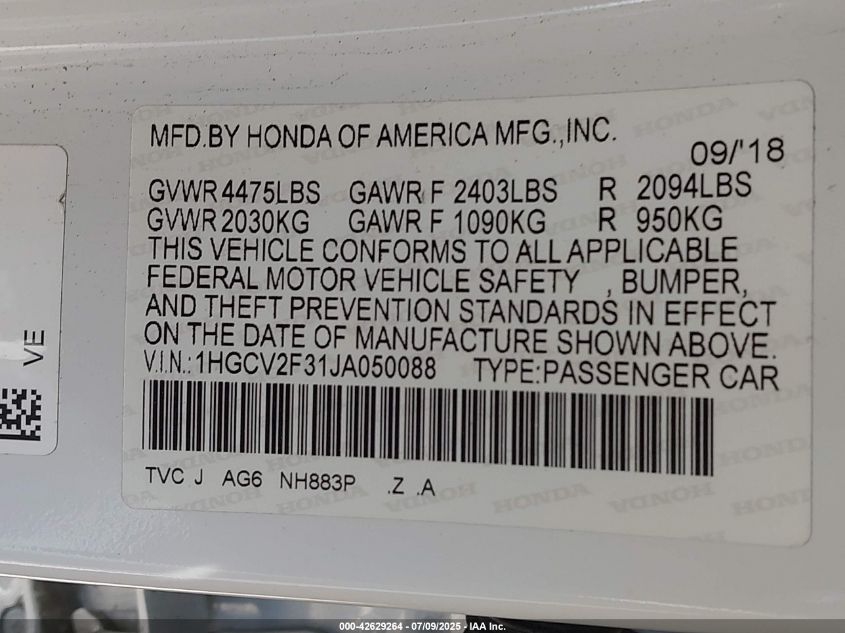 MFD.BY HONDA OF AMERICA MFG.,INC.
09/'18
GVWR 4475LBS GAWR F 2403LBS R 2094LBS
GVWR 2030KG GAWR F 1090KG R 950KG
THIS VEHICLE CONFORMS TO ALL APPLICABLE
FEDERAL MOTOR VEHICLE SAFETY , BUMPER,
AND THEFT PREVENTION STANDARDS IN EFFECT
ON THE DATE OF MANUFACTURE SHOWN ABOVE.
V.I.N.: 1HGCV2F31JA050088 TYPE:PASSENGER CAR
TVC J AG6 NH883P .Z .A
VE
000-42629264 - 07/09/2025 - IAA Inc.